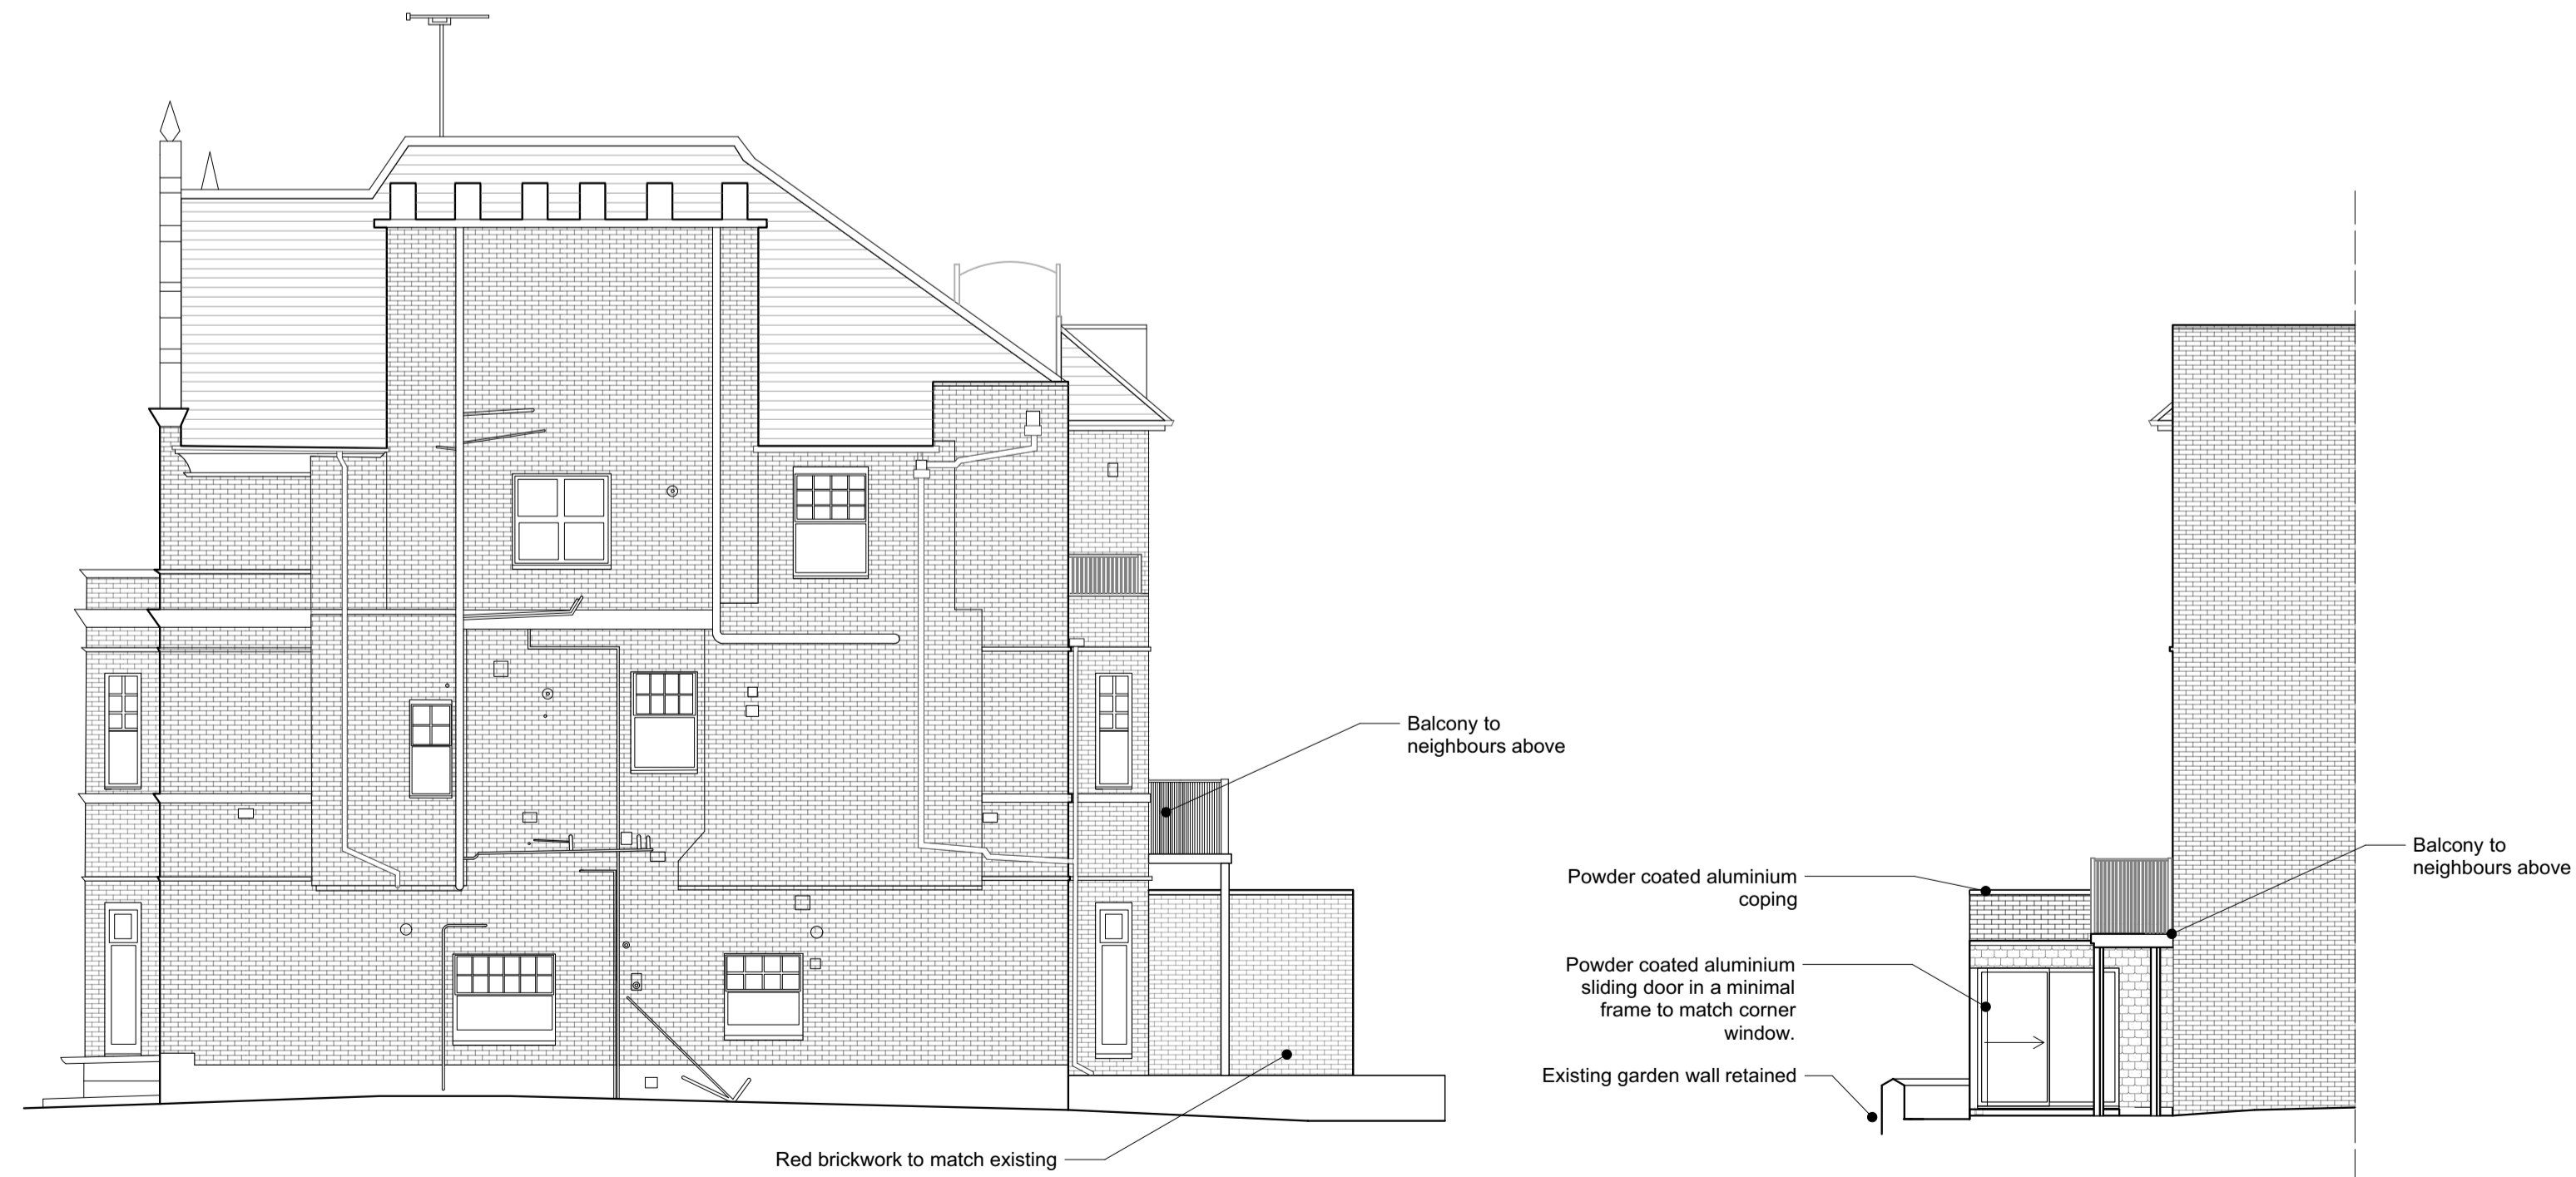 Balcony to
neighbours above
Red brickwork to match existing
Powder coated aluminium
coping
Powder coated aluminium
sliding door in a minimal
frame to match corner
window.
Existing garden wall retained
Balcony to
neighbours above